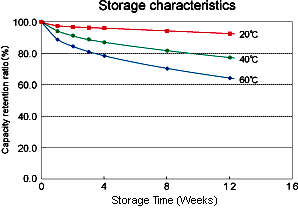 Storage characteristics
Capacity retention ratio (%)
100.0
80.0
60.0
40.0
20.0
0.0
20℃
40℃
60℃
0 4 8 12 16
Storage Time (Weeks)